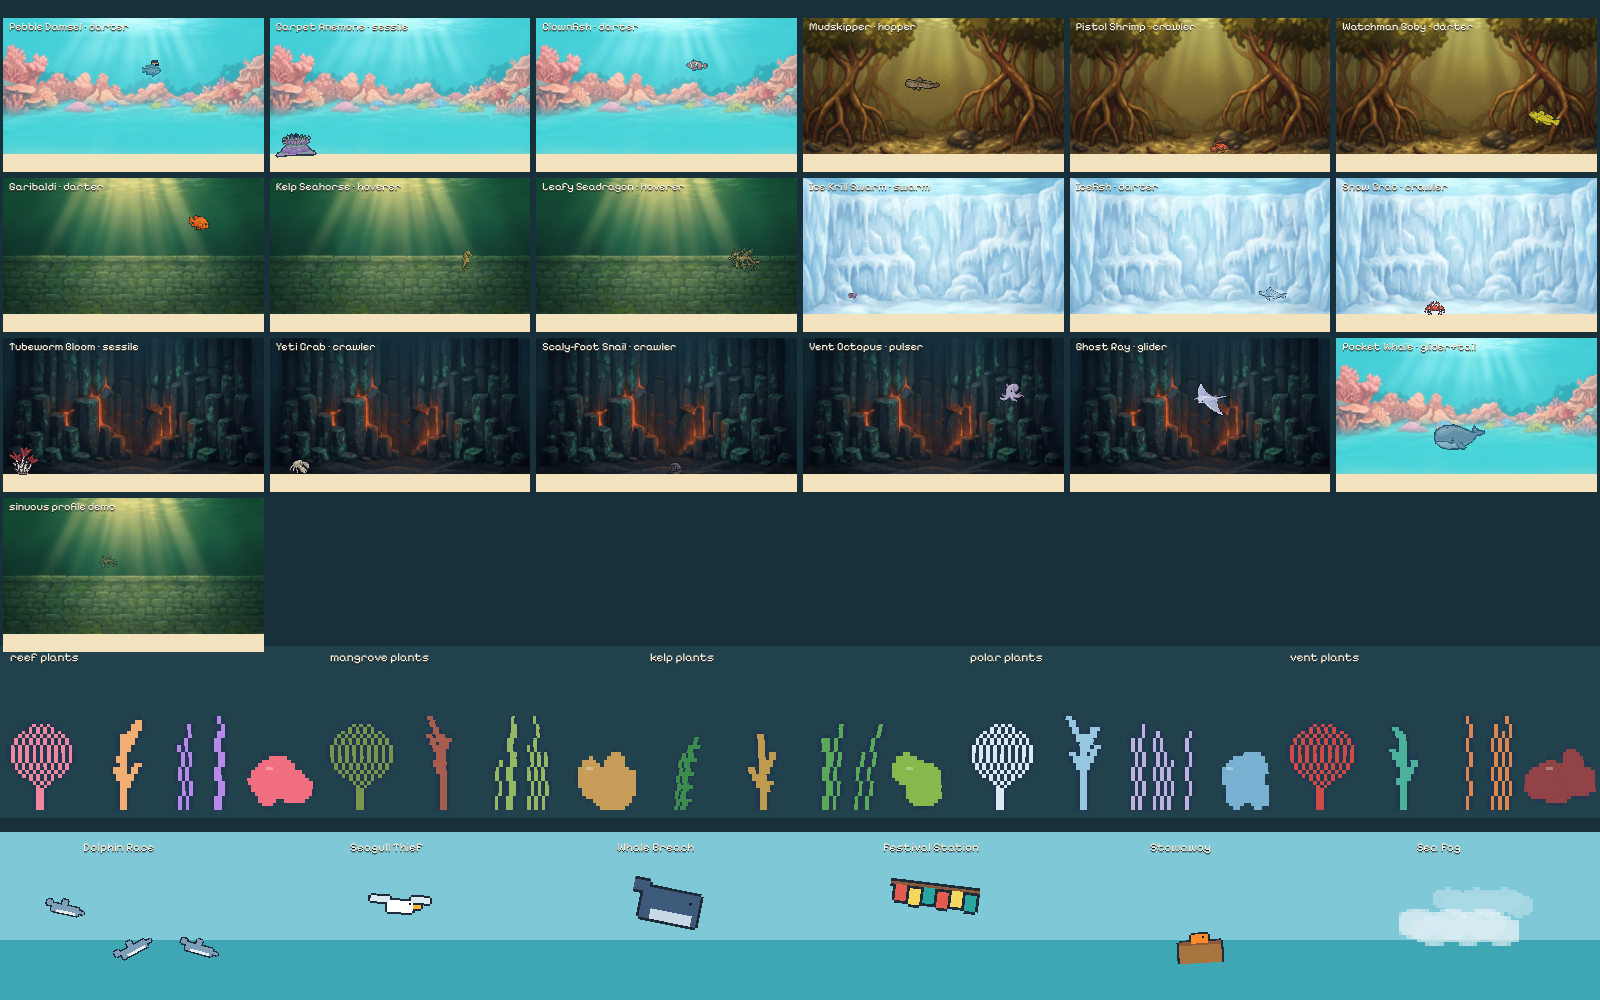 Pebble Damsel · darter
Carpet Anemone · sessile
Clownfish · darter
Mudskipper · hopper
Pistol Shrimp · crawler
Watchman Goby · darter
Garibaldi · darter
Kelp Seahorse · hoverer
Leafy Seadragon · hoverer
Ice Krill Swarm · swarm
Icefish · darter
Snow Crab · crawler
Tubeworm Bloom · sessile
Yeti Crab · crawler
Scaly-foot Snail · crawler
Vent Octopus · pulser
Ghost Ray · glider
Pocket Whale · glider+tail
sinuous profile demo
reef plants
mangrove plants
kelp plants
polar plants
vent plants
Dolphin Race
Seagull Thief
Whale Breach
Festival Station
Stowaway
Sea Fog